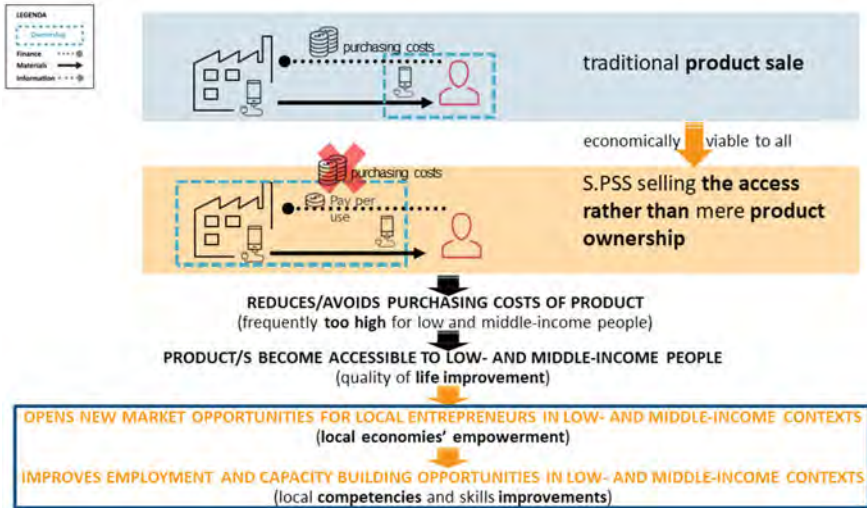 LEGENDA
Ownership
Finance
Materials
Information
purchasing costs
traditional product sale
economically viable to all
purchasing costs
Pay per
use
S.PSS selling the access
rather than mere product
ownership
REDUCES/AVOIDS PURCHASING COSTS OF PRODUCT
(frequently too high for low and middle-income people)
PRODUCT/S BECOME ACCESSIBLE TO LOW- AND MIDDLE-INCOME PEOPLE
(quality of life improvement)
OPENS NEW MARKET OPPORTUNITIES FOR LOCAL ENTREPRENEURS IN LOW- AND MIDDLE-INCOME CONTEXTS
(local economies' empowerment)
IMPROVES EMPLOYMENT AND CAPACITY BUILDING OPPORTUNITIES IN LOW- AND MIDDLE-INCOME CONTEXTS
(local competencies and skills improvements)